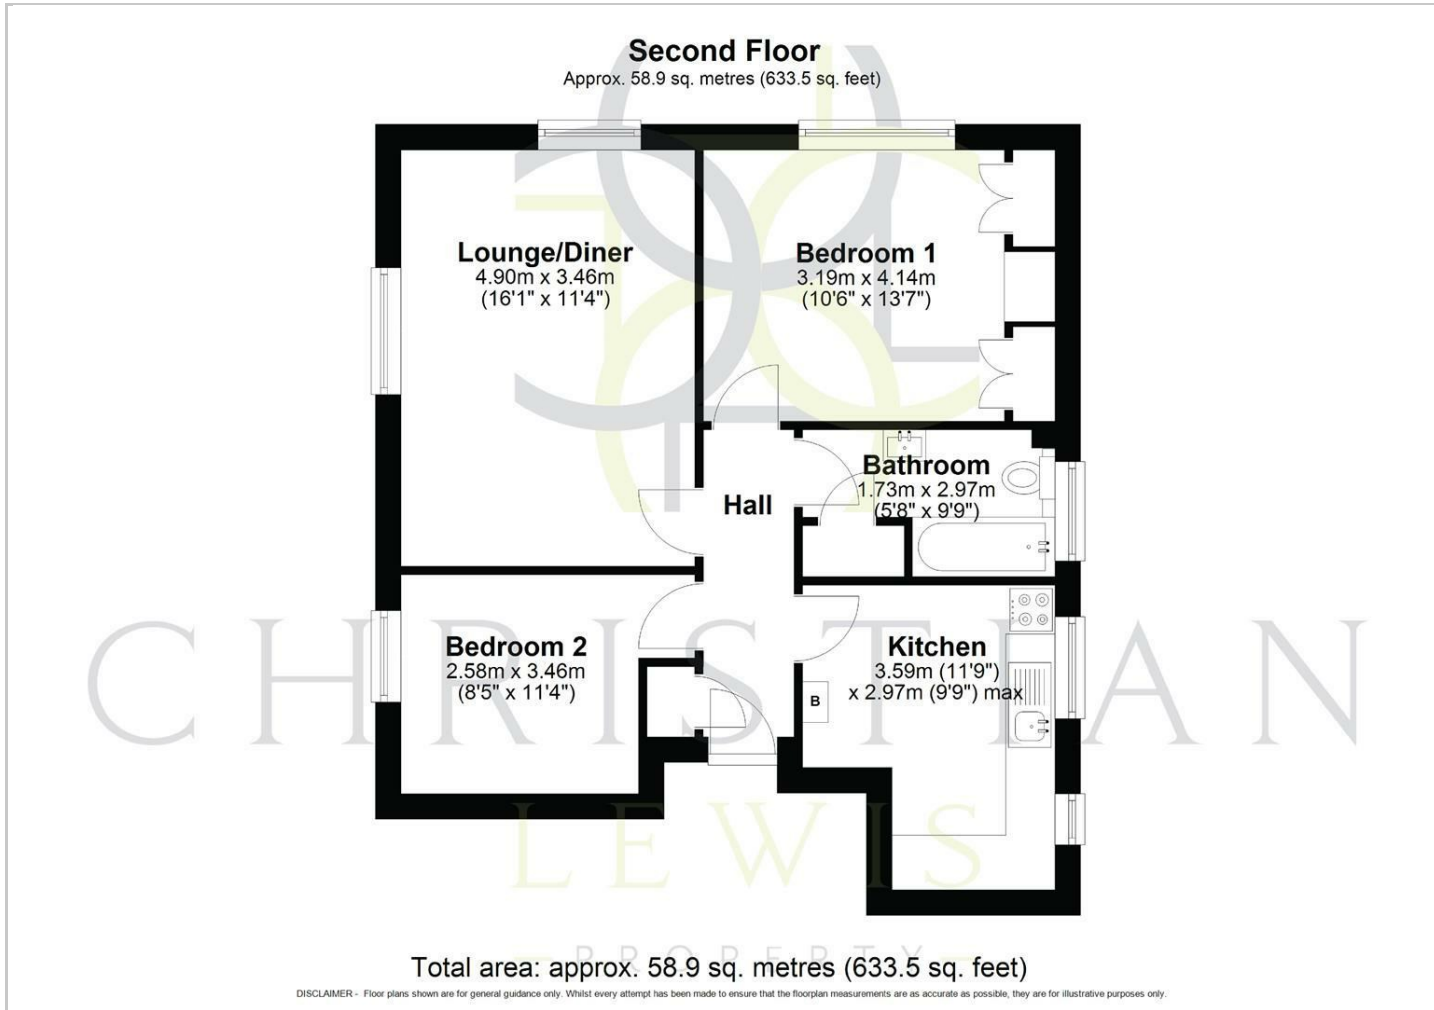 Second Floor
Approx. 58.9 sq. metres (633.5 sq. feet)
Lounge/Diner
4.90m x 3.46m
(16'1" x 11'4")
Bedroom 1
3.19m x 4.14m
(10'6" x 13'7")
Bathroom
1.73m x 2.97m
(5'8" x 9'9")
Hall
Bedroom 2
2.58m x 3.46m
(8'5" x 11'4")
Kitchen
3.59m (11'9")
x 2.97m (9'9") max
B
CHRISTIAN
LEWIS
PROPERTY
Total area: approx. 58.9 sq. metres (633.5 sq. feet)
DISCLAIMER - Floor plans shown are for general guidance only. Whilst every attempt has been made to ensure that the floorplan measurements are as accurate as possible, they are for illustrative purposes only.